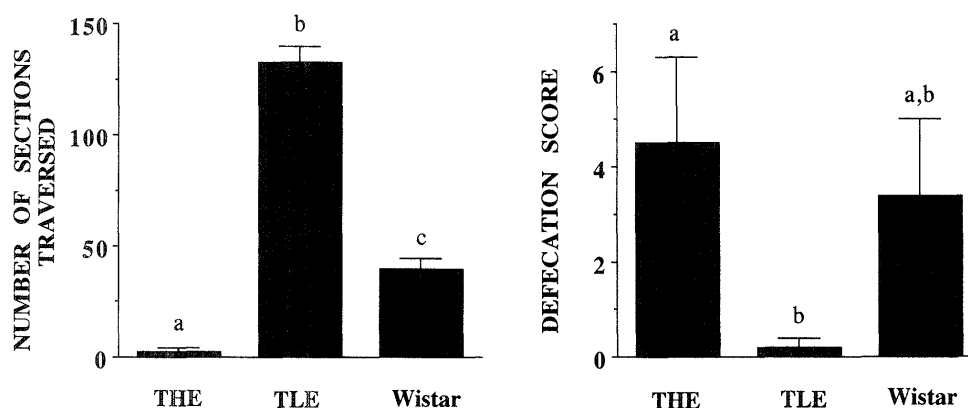 NUMBER OF SECTIONS
TRAVERSED
150
100
50
0
a
b
c
THE TLE Wistar
DEFECATION SCORE
6
4
2
0
a
b
a,b
THE TLE Wistar